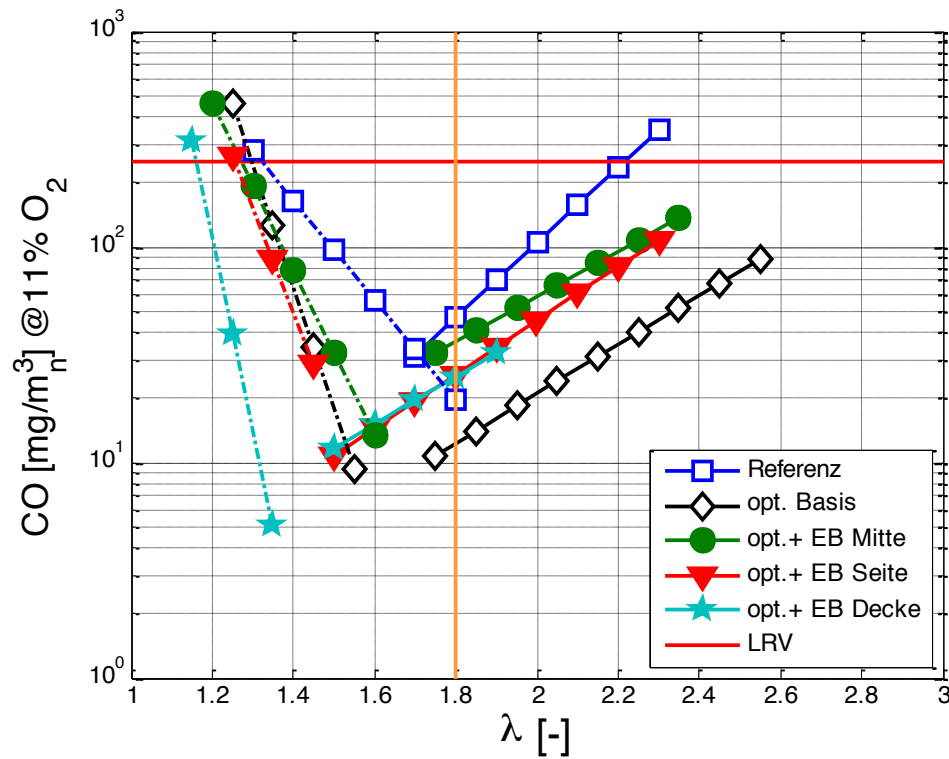 CO [mg/m³ₙ] @11% O₂
10³
10²
10¹
10⁰
1 1.2 1.4 1.6 1.8 2 2.2 2.4 2.6 2.8 3
λ [-]
Referenz
opt. Basis
opt.+ EB Mitte
opt.+ EB Seite
opt.+ EB Decke
LRV